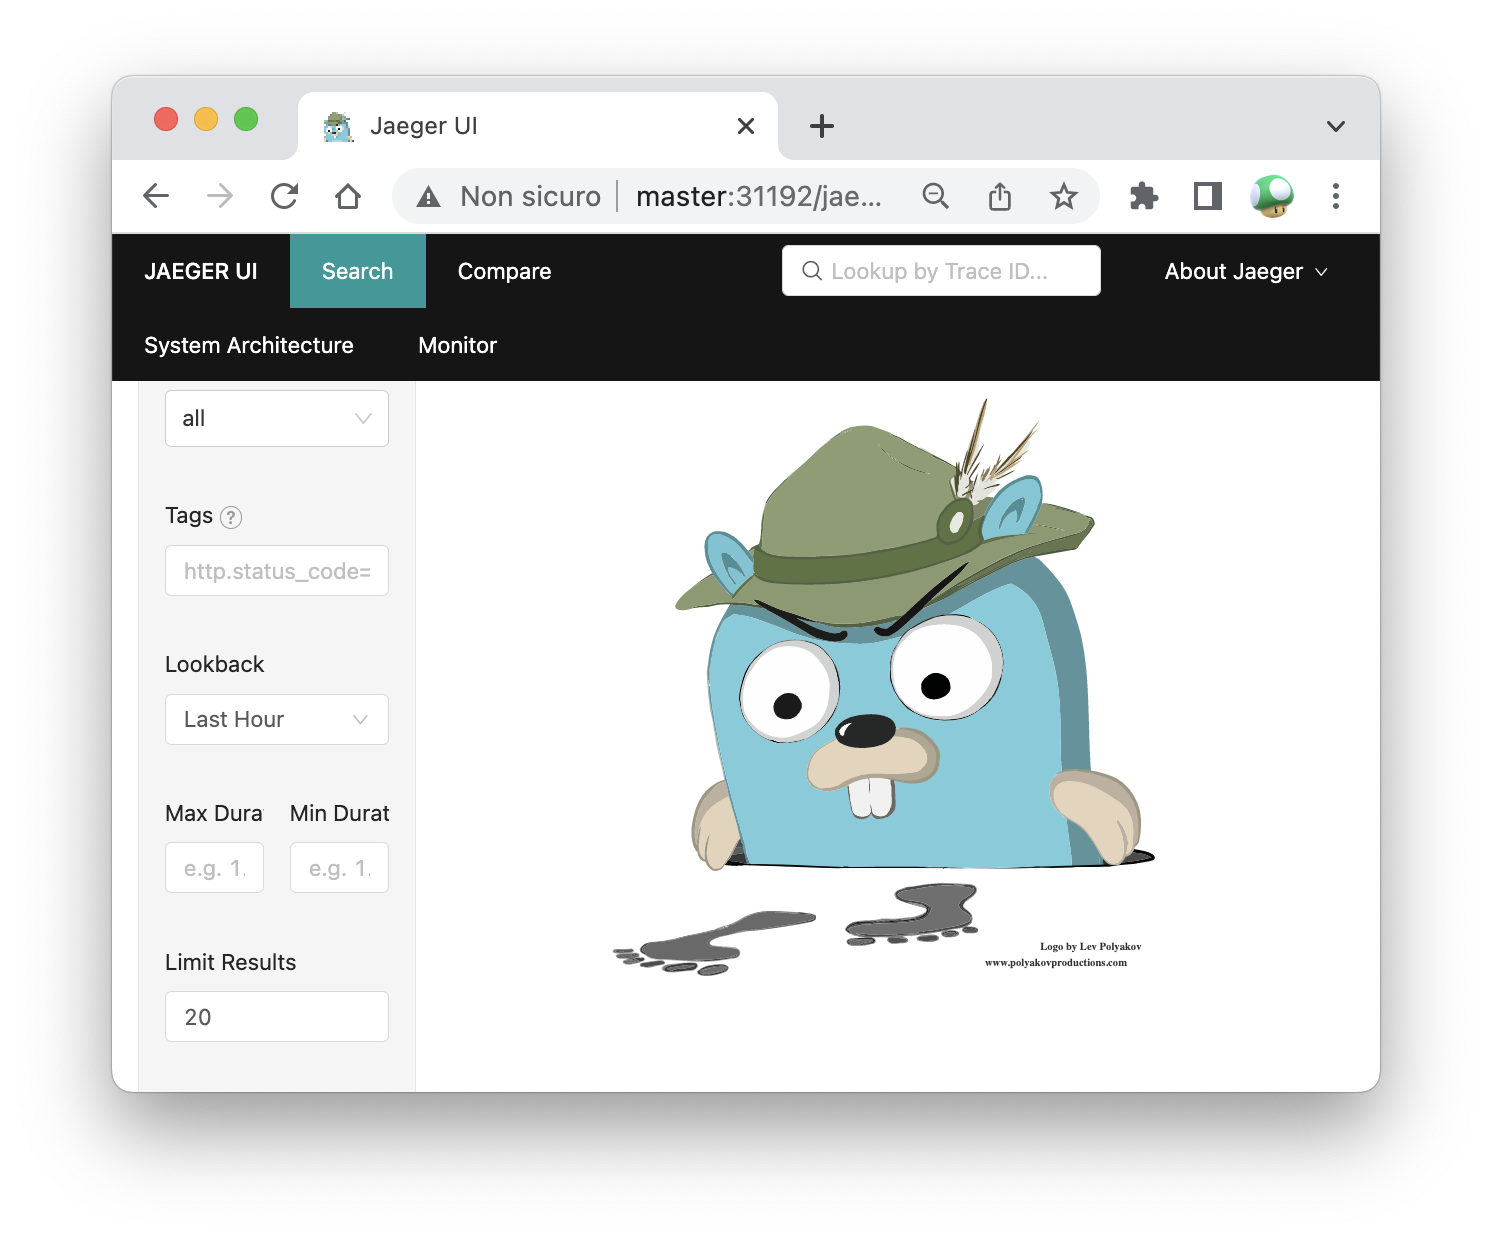 Jaeger UI
Non sicuro master:31192/jae...
JAEGER UI Search Compare Lookup by Trace ID... About Jaeger
System Architecture Monitor
all
Tags ?
http.status_code=
Lookback
Last Hour
Max Dura Min Durat
e.g. 1. e.g. 1.
Limit Results
20
Logo by Lev Polyakov
www.polyakovproductions.com